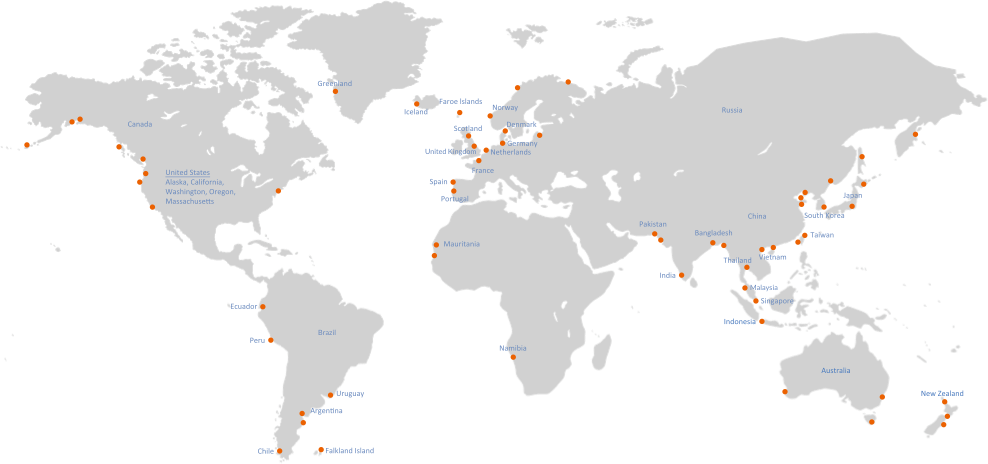 Greenland
Iceland
Faroe Islands
Norway
Russia
Canada
Scotland
Denmark
Germany
United Kingdom
Netherlands
France
United States
Alaska, California,
Washington, Oregon,
Massachusetts
Spain
Portugal
Japan
South Korea
China
Pakistan
Bangladesh
Taiwan
Mauritania
Vietnam
Thailand
India
Malaysia
Singapore
Indonesia
Ecuador
Brazil
Peru
Namibia
Australia
Uruguay
New Zealand
Argentina
Chile
Falkland Island